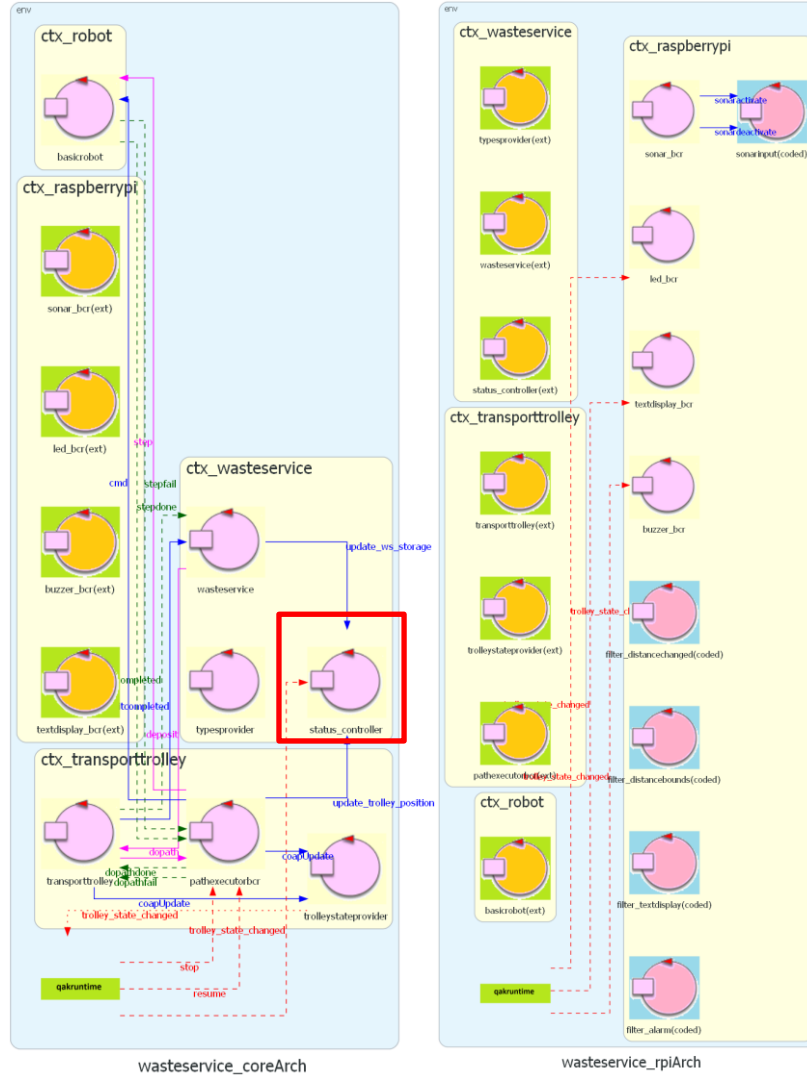 env
ctx_robot
basicrobot
ctx_raspberrypi
sonar_bcr(ext)
led_bcr(ext)
step
cmd
stepfail
stepdone
ctx_wasteservice
wasteservice
update_ws_storage
buzzer_bcr(ext)
ompleted
tcompleted
deposit
textdisplay_bcr(ext)
typesprovider
status_controller
ctx_transporttrolley
update_trolley_position
dopath
coapUpdate
transporttrolley
pathexecutorbcr
dopathdone
dopathfail
coapUpdate
trolleystateprovider
trolley_state_changed
trolley_state_changed
stop
resume
qakruntime
wasteservice_coreArch
env
ctx_wasteservice
typesprovider(ext)
wasteservice(ext)
status_controller(ext)
ctx_transporttrolley
transporttrolley(ext)
trolleystateprovider(ext)
trolley_state_cl
_changed
trolley_state_changed
ctx_robot
basicrobot(ext)
qakruntime
ctx_raspberrypi
sonar_bcr
sonaractivate
sonardeactivate
sonarinput(coded)
led_bcr
textdisplay_bcr
buzzer_bcr
filter_distancechanged(coded)
filter_distancebounds(coded)
filter_textdisplay(coded)
filter_alarm(coded)
wasteservice_rpiArch